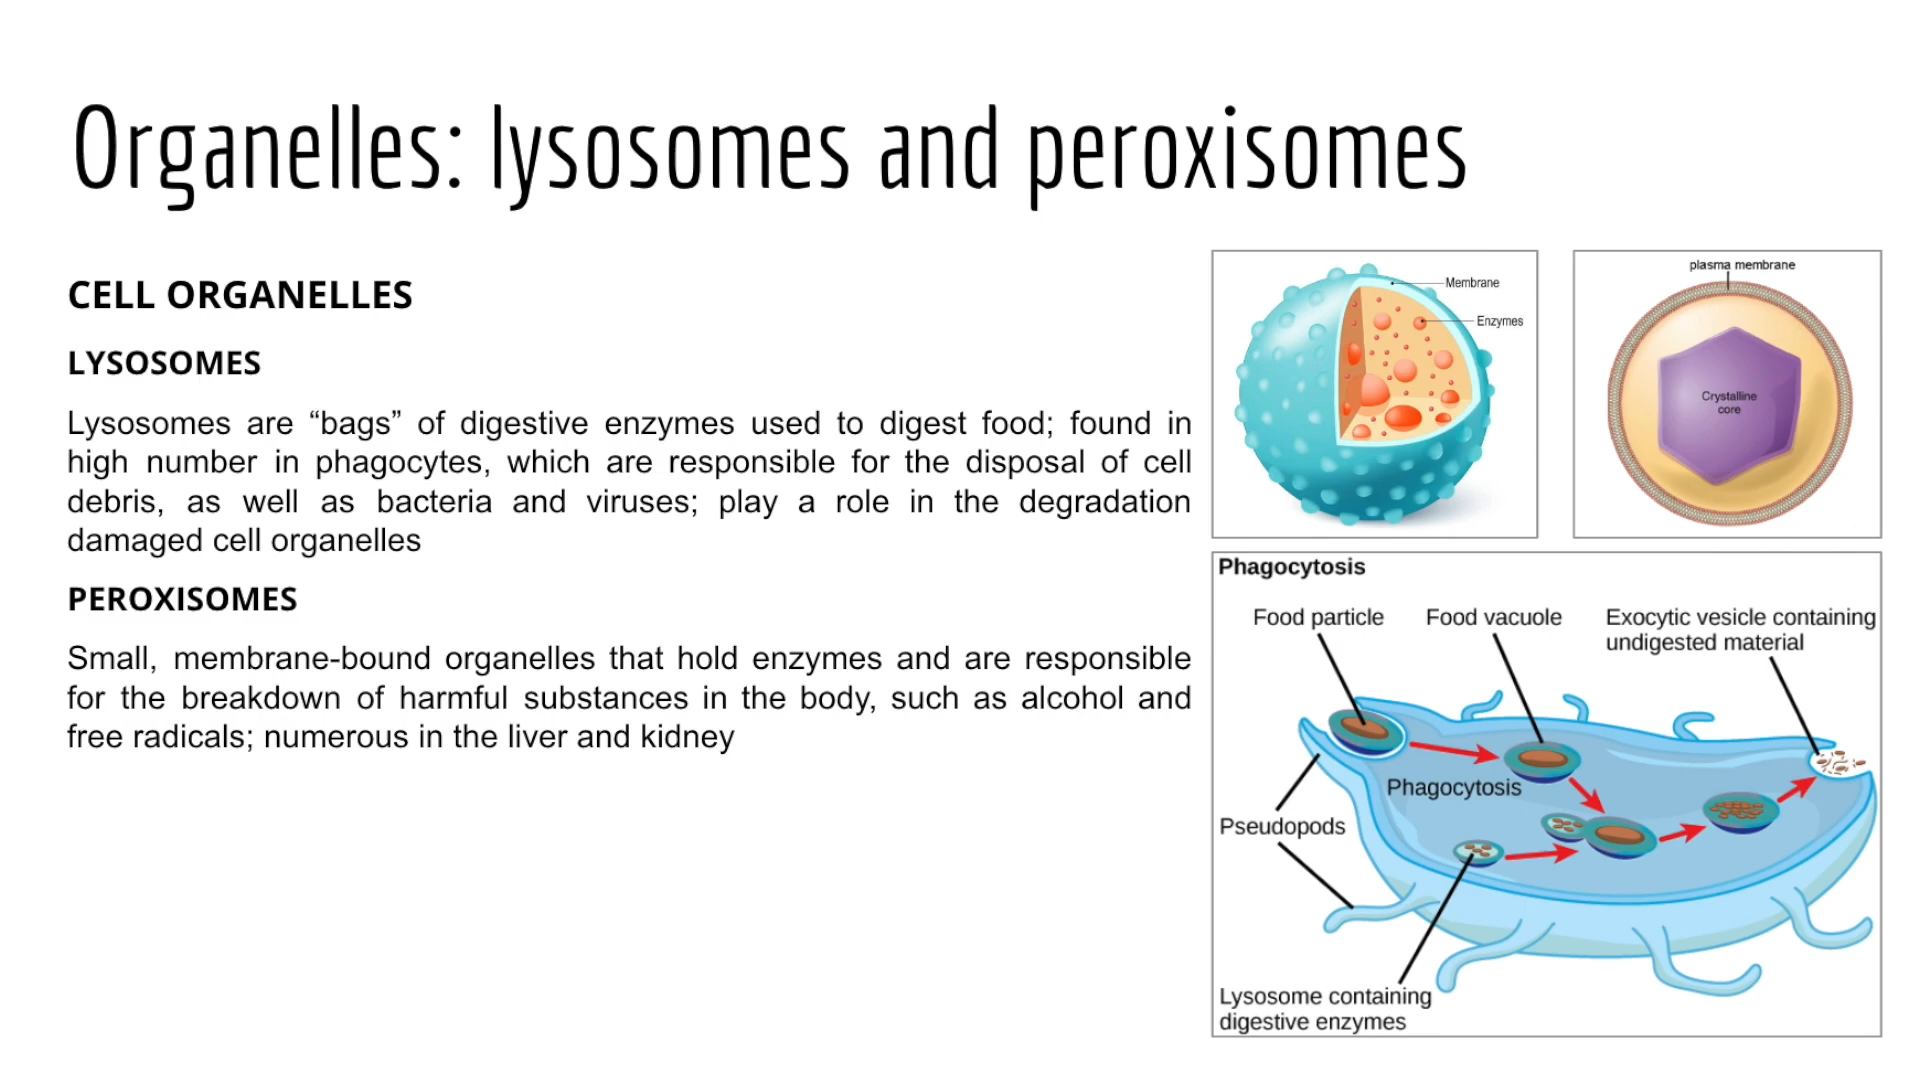 Organelles: lysosomes and peroxisomes
CELL ORGANELLES
LYSOSOMES
Lysosomes are “bags” of digestive enzymes used to digest food; found in
high number in phagocytes, which are responsible for the disposal of cell
debris, as well as bacteria and viruses; play a role in the degradation
damaged cell organelles
PEROXISOMES
Small, membrane-bound organelles that hold enzymes and are responsible
for the breakdown of harmful substances in the body, such as alcohol and
free radicals; numerous in the liver and kidney
Membrane
Enzymes
plasma membrane
Crystalline
core
Phagocytosis
Food particle
Food vacuole
Exocytic vesicle containing
undigested material
Phagocytosis
Pseudopods
Lysosome containing
digestive enzymes